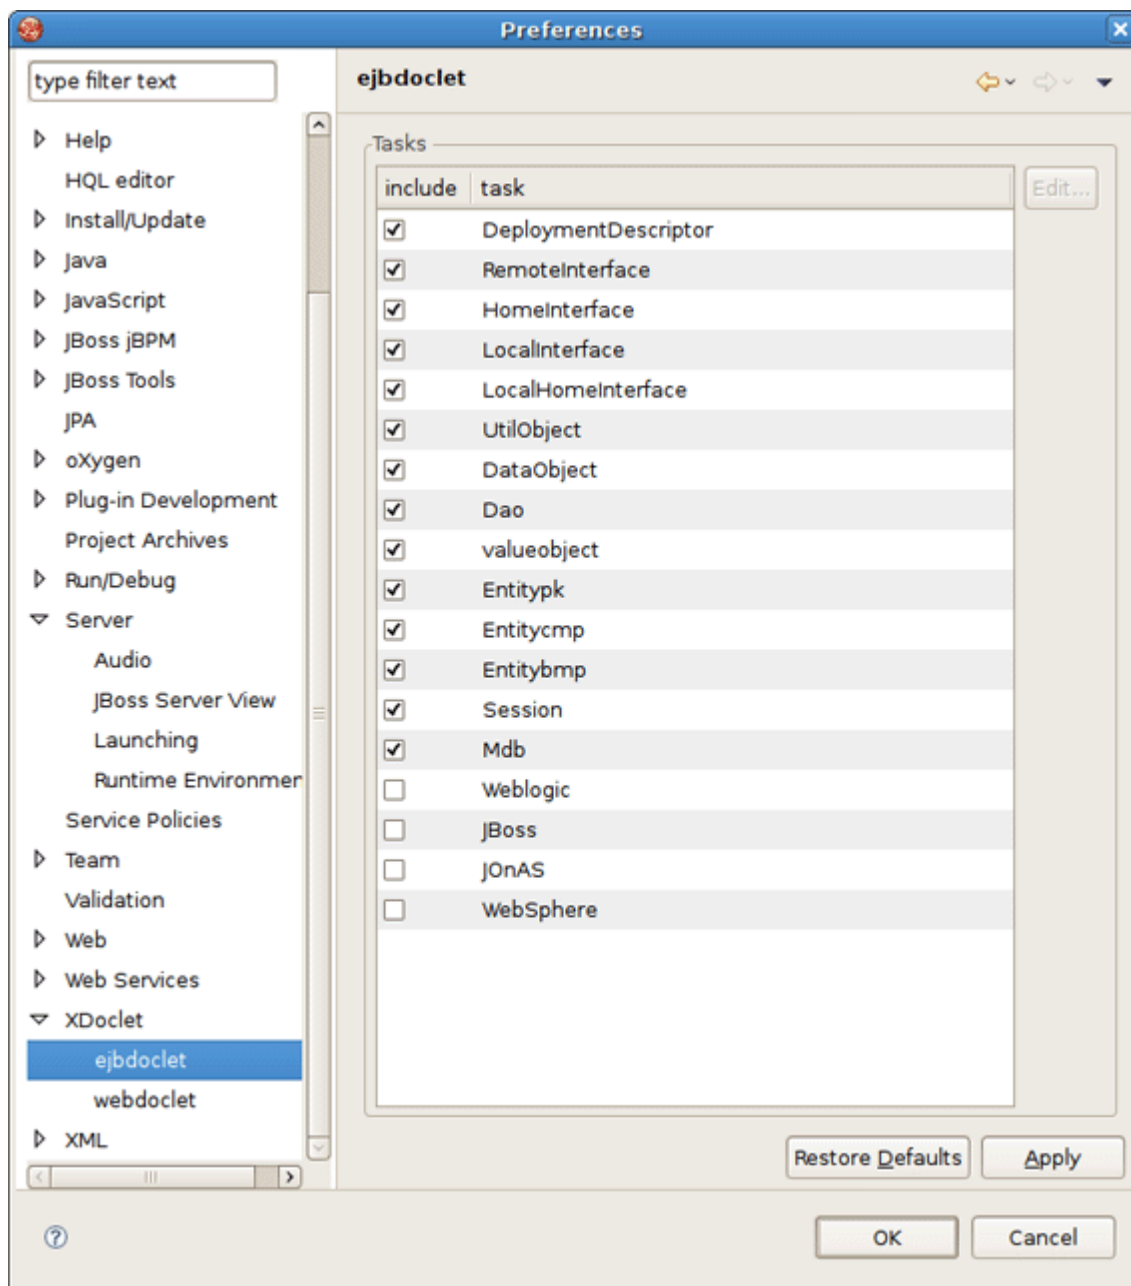 Preferences
type filter text
Help
HQL editor
Install/Update
Java
JavaScript
JBoss jBPM
JBoss Tools
JPA
oXygen
Plug-in Development
Project Archives
Run/Debug
Server
Audio
JBoss Server View
Launching
Runtime Environmen
Service Policies
Team
Validation
Web
Web Services
XDoclet
ejbdoclet
webdoclet
XML
ejbdoclet
Tasks
include task
Edit...
DeploymentDescriptor
RemoteInterface
HomeInterface
LocalInterface
LocalHomeInterface
UtilObject
DataObject
Dao
valueobject
Entitypk
Entitycmp
Entitybmp
Session
Mdb
Weblogic
JBoss
JOnAS
WebSphere
Restore Defaults
Apply
?
OK
Cancel